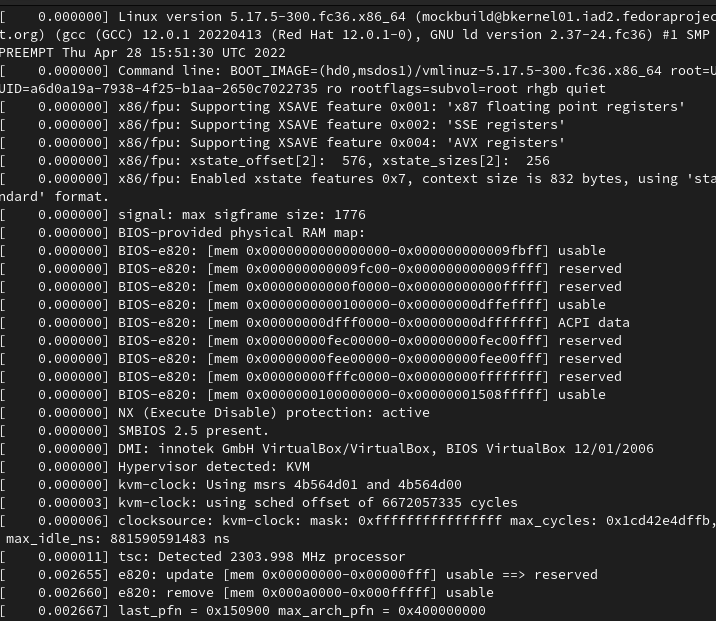 [    0.000000] Linux version 5.17.5-300.fc36.x86_64 (mockbuild@bkernel01.iad2.fedoraprojec
t.org) (gcc (GCC) 12.0.1 20220413 (Red Hat 12.0.1-0), GNU ld version 2.37-24.fc36) #1 SMP
PREEMPT Thu Apr 28 15:51:30 UTC 2022
[    0.000000] Command line: BOOT_IMAGE=(hd0,msdos1)/vmlinuz-5.17.5-300.fc36.x86_64 root=U
UID=a6d0a19a-7938-4f25-b1aa-2650c7022735 ro rootflags=subvol=root rhgb quiet
[    0.000000] x86/fpu: Supporting XSAVE feature 0x001: 'x87 floating point registers'
[    0.000000] x86/fpu: Supporting XSAVE feature 0x002: 'SSE registers'
[    0.000000] x86/fpu: Supporting XSAVE feature 0x004: 'AVX registers'
[    0.000000] x86/fpu: xstate_offset[2]:  576, xstate_sizes[2]:  256
[    0.000000] x86/fpu: Enabled xstate features 0x7, context size is 832 bytes, using 'sta
ndard' format.
[    0.000000] signal: max sigframe size: 1776
[    0.000000] BIOS-provided physical RAM map:
[    0.000000] BIOS-e820: [mem 0x0000000000000000-0x000000000009fbff] usable
[    0.000000] BIOS-e820: [mem 0x000000000009fc00-0x000000000009ffff] reserved
[    0.000000] BIOS-e820: [mem 0x00000000000f0000-0x00000000000fffff] reserved
[    0.000000] BIOS-e820: [mem 0x0000000000100000-0x00000000dffeffff] usable
[    0.000000] BIOS-e820: [mem 0x00000000dfff0000-0x00000000dfffffff] ACPI data
[    0.000000] BIOS-e820: [mem 0x00000000fec00000-0x00000000fec00fff] reserved
[    0.000000] BIOS-e820: [mem 0x00000000fee00000-0x00000000fee00fff] reserved
[    0.000000] BIOS-e820: [mem 0x00000000fffc0000-0x00000000ffffffff] reserved
[    0.000000] BIOS-e820: [mem 0x0000000100000000-0x00000001508fffff] usable
[    0.000000] NX (Execute Disable) protection: active
[    0.000000] SMBIOS 2.5 present.
[    0.000000] DMI: innotek GmbH VirtualBox/VirtualBox, BIOS VirtualBox 12/01/2006
[    0.000000] Hypervisor detected: KVM
[    0.000000] kvm-clock: Using msrs 4b564d01 and 4b564d00
[    0.000003] kvm-clock: using sched offset of 6672057335 cycles
[    0.000006] clocksource: kvm-clock: mask: 0xffffffffffffffff max_cycles: 0x1cd42e4dffb,
 max_idle_ns: 881590591483 ns
[    0.000011] tsc: Detected 2303.998 MHz processor
[    0.002655] e820: update [mem 0x00000000-0x00000fff] usable ==> reserved
[    0.002660] e820: remove [mem 0x000a0000-0x000fffff] usable
[    0.002667] last_pfn = 0x150900 max_arch_pfn = 0x400000000